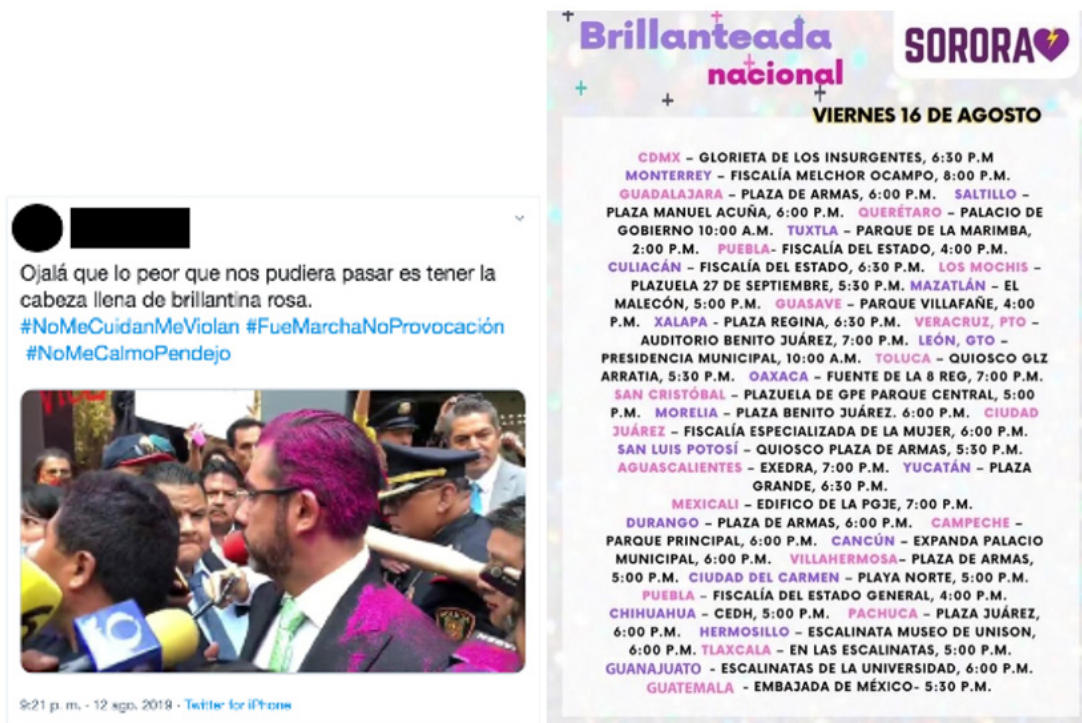 Ojalá que lo peor que nos pudiera pasar es tener la
cabeza llena de brillantina rosa.
#NoMeCuidanMeViolan #FueMarchaNoProvocación
#NoMeCalmoPendejo
9:21 p. m. · 12 ago. 2019 · Twitter for iPhone
Brillanteada
nacional
SORORA
VIERNES 16 DE AGOSTO
CDMX – GLORIETA DE LOS INSURGENTES, 6:30 P.M
MONTERREY – FISCALÍA MELCHOR OCAMPO, 8:00 P.M.
GUADALAJARA – PLAZA DE ARMAS, 6:00 P.M. SALTILLO –
PLAZA MANUEL ACUÑA, 6:00 P.M. QUERÉTARO – PALACIO DE
GOBIERNO 10:00 A.M. TUXTLA – PARQUE DE LA MARIMBA,
2:00 P.M. PUEBLA- FISCALÍA DEL ESTADO, 4:00 P.M.
CULIACÁN – FISCALÍA DEL ESTADO, 6:30 P.M. LOS MOCHIS –
PLAZUELA 27 DE SEPTIEMBRE, 5:30 P.M. MAZATLÁN – EL
MALECÓN, 5:00 P.M. GUASAVE – PARQUE VILLAFAÑE, 4:00
P.M. XALAPA - PLAZA REGINA, 6:30 P.M. VERACRUZ, PTO –
AUDITORIO BENITO JUÁREZ, 7:00 P.M. LEÓN, GTO –
PRESIDENCIA MUNICIPAL, 10:00 A.M. TOLUCA – QUIOSCO GLZ
ARRATIA, 5:30 P.M. OAXACA – FUENTE DE LA 8 REG, 7:00 P.M.
SAN CRISTÓBAL – PLAZUELA DE GPE PARQUE CENTRAL, 5:00
P.M. MORELIA – PLAZA BENITO JUÁREZ. 6:00 P.M. CIUDAD
JUÁREZ – FISCALÍA ESPECIALIZADA DE LA MUJER, 6:00 P.M.
SAN LUIS POTOSÍ – QUIOSCO PLAZA DE ARMAS, 5:30 P.M.
AGUASCALIENTES – EXEDRA, 7:00 P.M. YUCATÁN – PLAZA
GRANDE, 6:30 P.M.
MEXICALI – EDIFICO DE LA PGJE, 7:00 P.M.
DURANGO – PLAZA DE ARMAS, 6:00 P.M. CAMPECHE –
PARQUE PRINCIPAL, 6:00 P.M. CANCÚN – EXPANDA PALACIO
MUNICIPAL, 6:00 P.M. VILLAHERMOSA– PLAZA DE ARMAS,
5:00 P.M. CIUDAD DEL CARMEN – PLAYA NORTE, 5:00 P.M.
PUEBLA – FISCALÍA DEL ESTADO GENERAL, 4:00 P.M.
CHIHUAHUA – CEDH, 5:00 P.M. PACHUCA – PLAZA JUÁREZ,
6:00 P.M. HERMOSILLO – ESCALINATA MUSEO DE UNISON,
6:00 P.M. TLAXCALA – EN LAS ESCALINATAS, 5:00 P.M.
GUANAJUATO - ESCALINATAS DE LA UNIVERSIDAD, 6:00 P.M.
GUATEMALA - EMBAJADA DE MÉXICO- 5:30 P.M.